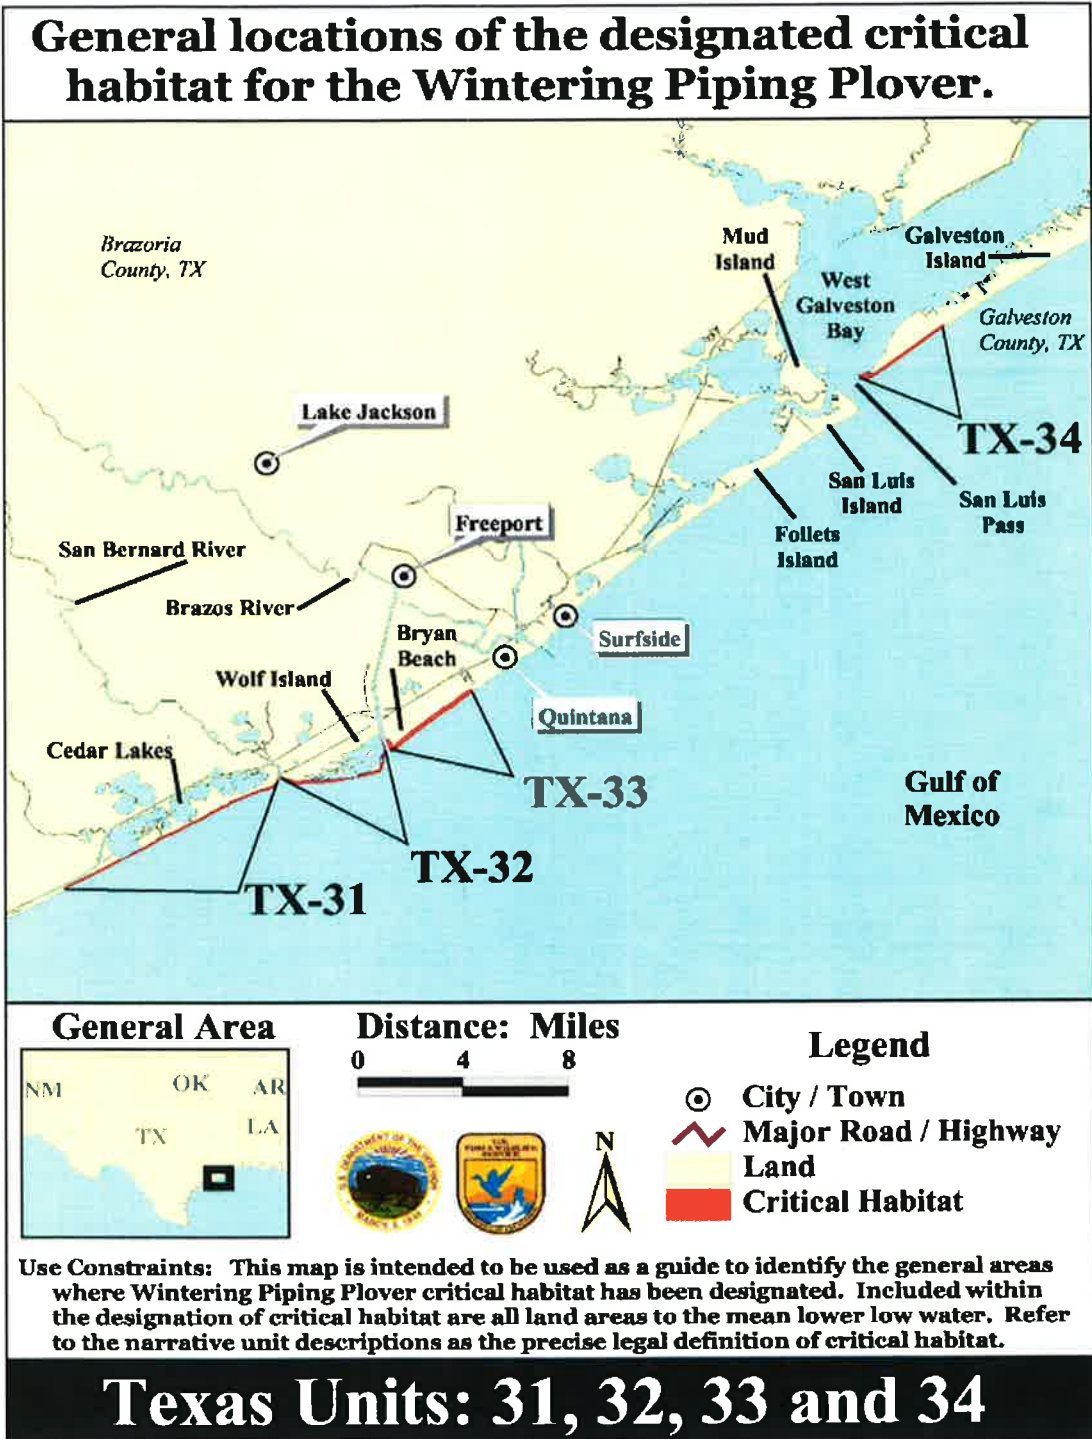 General locations of the designated critical
habitat for the Wintering Piping Plover.
Brazoria
County, TX
Mud
Island
Galveston
Island
West
Galveston
Bay
Galveston
County, TX
Lake Jackson
TX-34
San Luis
Island
San Luis
Pass
Freeport
Follets
Island
San Bernard River
Brazos River
Bryan
Beach
Surfside
Wolf Island
Quintana
Cedar Lakes
TX-33
Gulf of
Mexico
TX-32
TX-31
General Area
NM
OK
AR
TX
LA
Distance: Miles
0 4 8
N
Legend
City / Town
Major Road / Highway
Land
Critical Habitat
Use Constraints: This map is intended to be used as a guide to identify the general areas
where Wintering Piping Plover critical habitat has been designated. Included within
the designation of critical habitat are all land areas to the mean lower low water. Refer
to the narrative unit descriptions as the precise legal definition of critical habitat.
Texas Units: 31, 32, 33 and 34